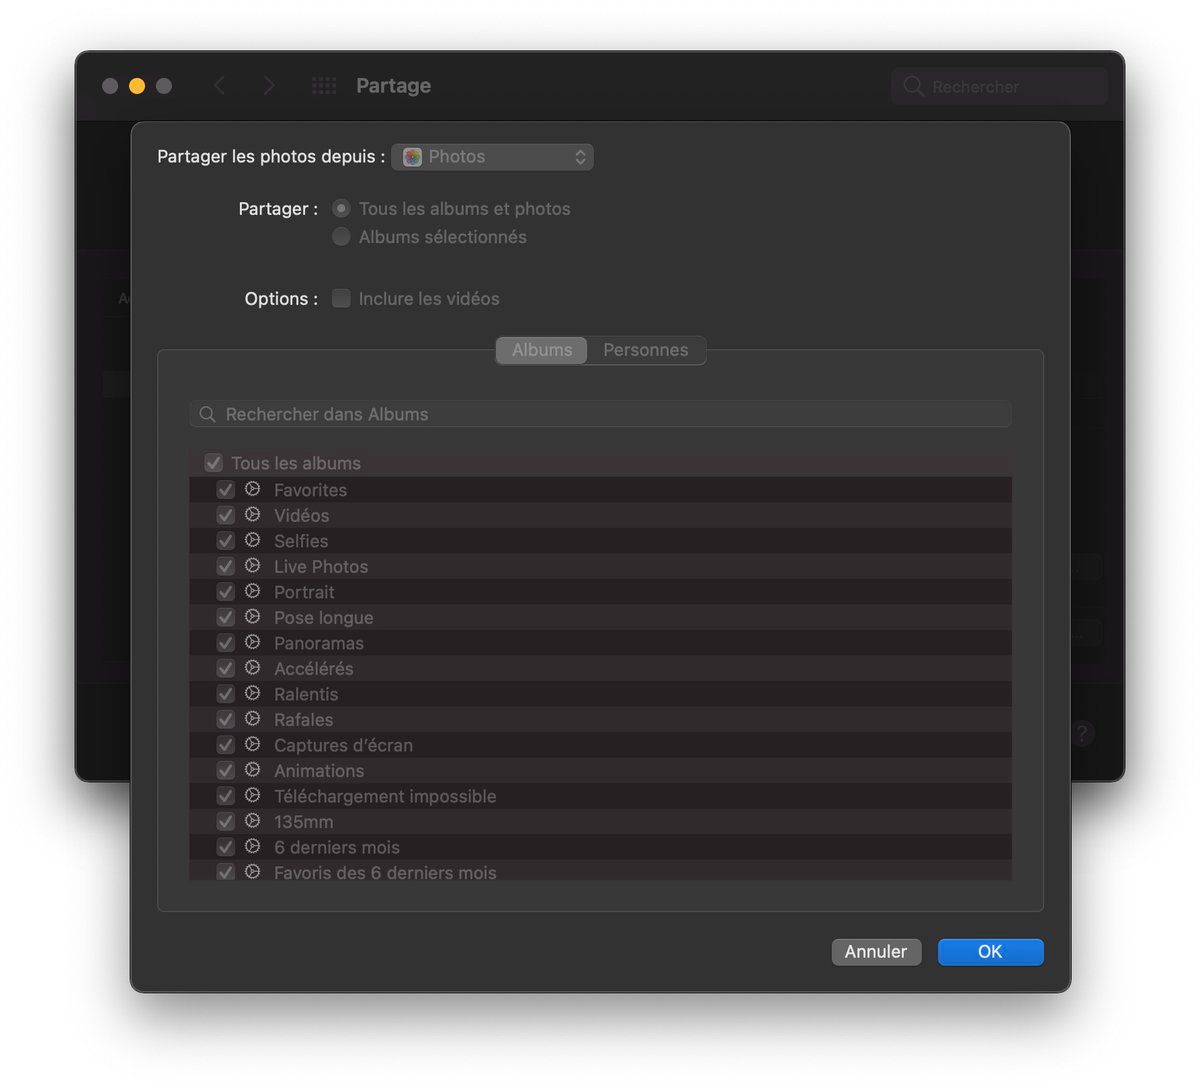 Partage
Rechercher
Partager les photos depuis : Photos
Partager : Tous les albums et photos
Albums sélectionnés
Options : Inclure les vidéos
Albums Personnes
Rechercher dans Albums
Tous les albums
Favorites
Vidéos
Selfies
Live Photos
Portrait
Pose longue
Panoramas
Accélérés
Ralentis
Rafales
Captures d’écran
Animations
Téléchargement impossible
135mm
6 derniers mois
Favoris des 6 derniers mois
?
Annuler OK